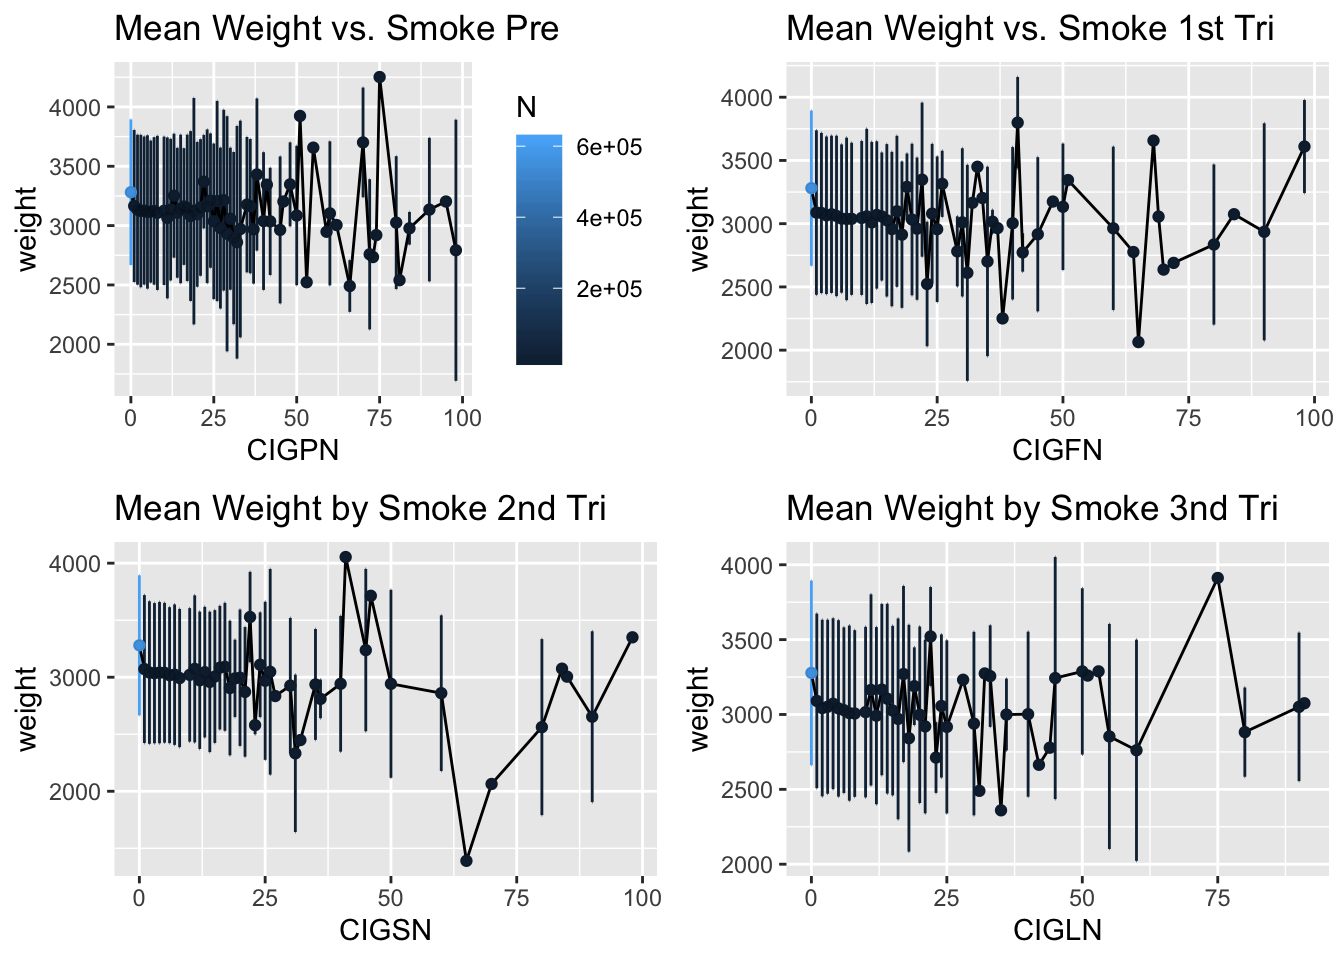 Mean Weight vs. Smoke Pre
weight
4000
3500
3000
2500
2000
0 25 50 75 100
CIGPN
N
6e+05
4e+05
2e+05
Mean Weight vs. Smoke 1st Tri
weight
4000
3500
3000
2500
2000
0 25 50 75 100
CIGFN
Mean Weight by Smoke 2nd Tri
weight
4000
3000
2000
0 25 50 75 100
CIGSN
Mean Weight by Smoke 3nd Tri
weight
4000
3500
3000
2500
2000
0 25 50 75
CIGLN